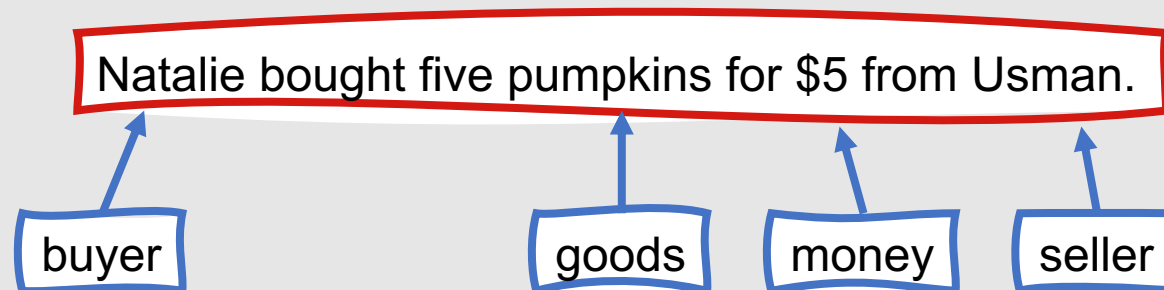 Natalie bought five pumpkins for $5 from Usman.
buyer goods money seller